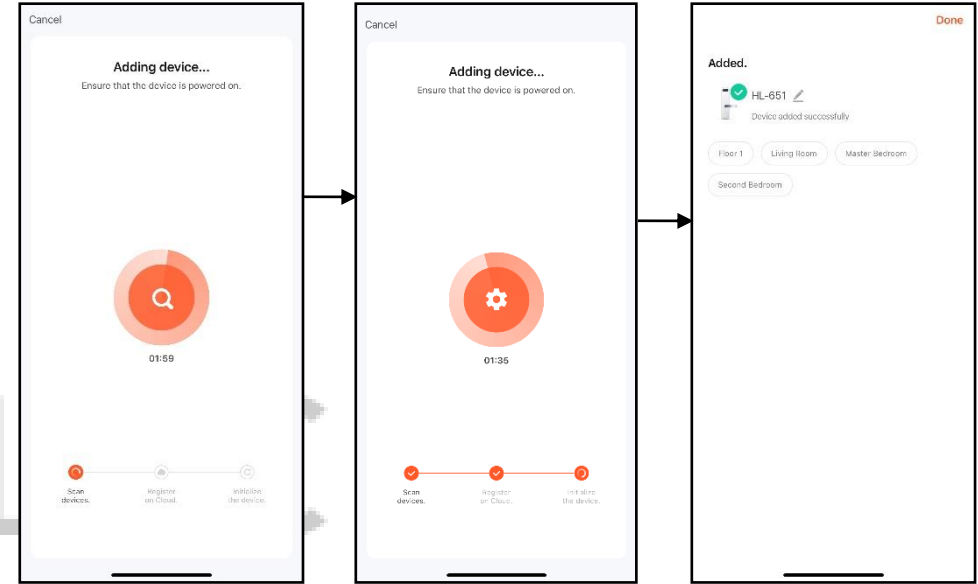 Cancel
Adding device...
Ensure that the device is powered on.
01:59
Scan
devices.
Register
on Cloud.
Initialize
the device.
Cancel
Adding device...
Ensure that the device is powered on.
01:35
Scan
devices.
Register
on Cloud.
Initialize
the device.
Done
Added.
HL-651
Device added successfully
Floor 1
Living Room
Master Bedroom
Second Bedroom